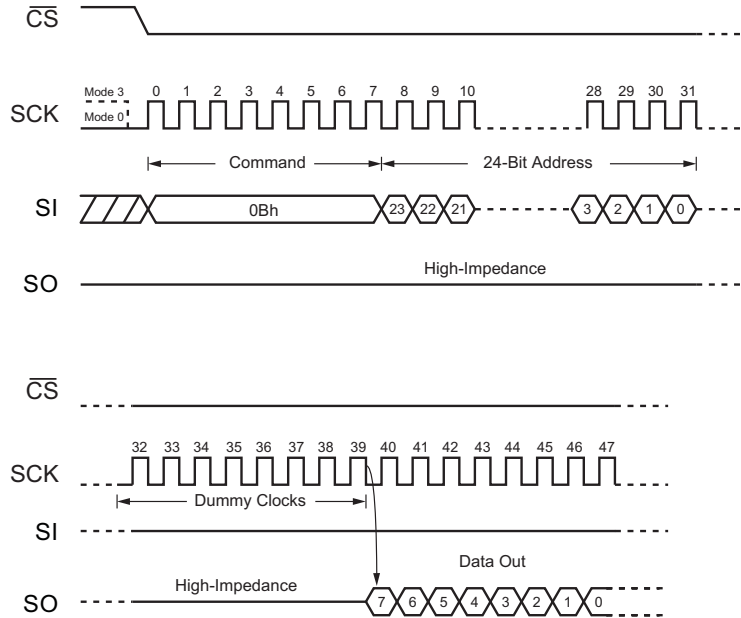 CS
Mode 3
Mode 0
SCK
0 1 2 3 4 5 6 7 8 9 10 28 29 30 31
Command
24-Bit Address
SI
0Bh
23 22 21 3 2 1 0
High-Impedance
SO
CS
32 33 34 35 36 37 38 39 40 41 42 43 44 45 46 47
SCK
Dummy Clocks
SI
Data Out
High-Impedance
SO
7 6 5 4 3 2 1 0